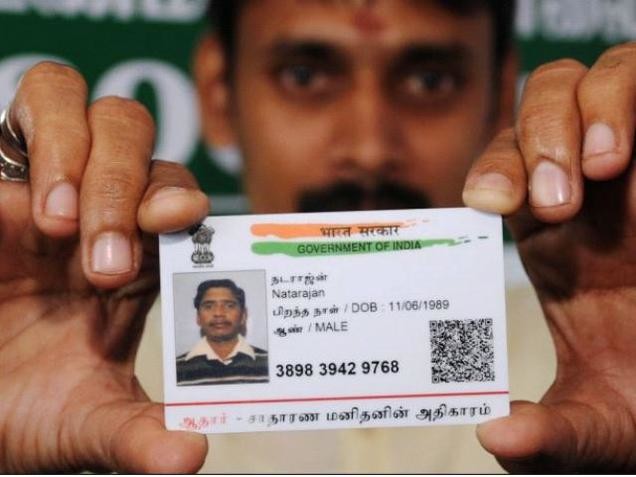 भारत सरकार
GOVERNMENT OF INDIA
நடராஜ்ன்
Natarajan
பிறந்த நாள் / DOB : 11/06/1989
ஆண் / MALE
3898 3942 9768
ஆதார் - சாதாரண மனிதனின் அதிகாரம்